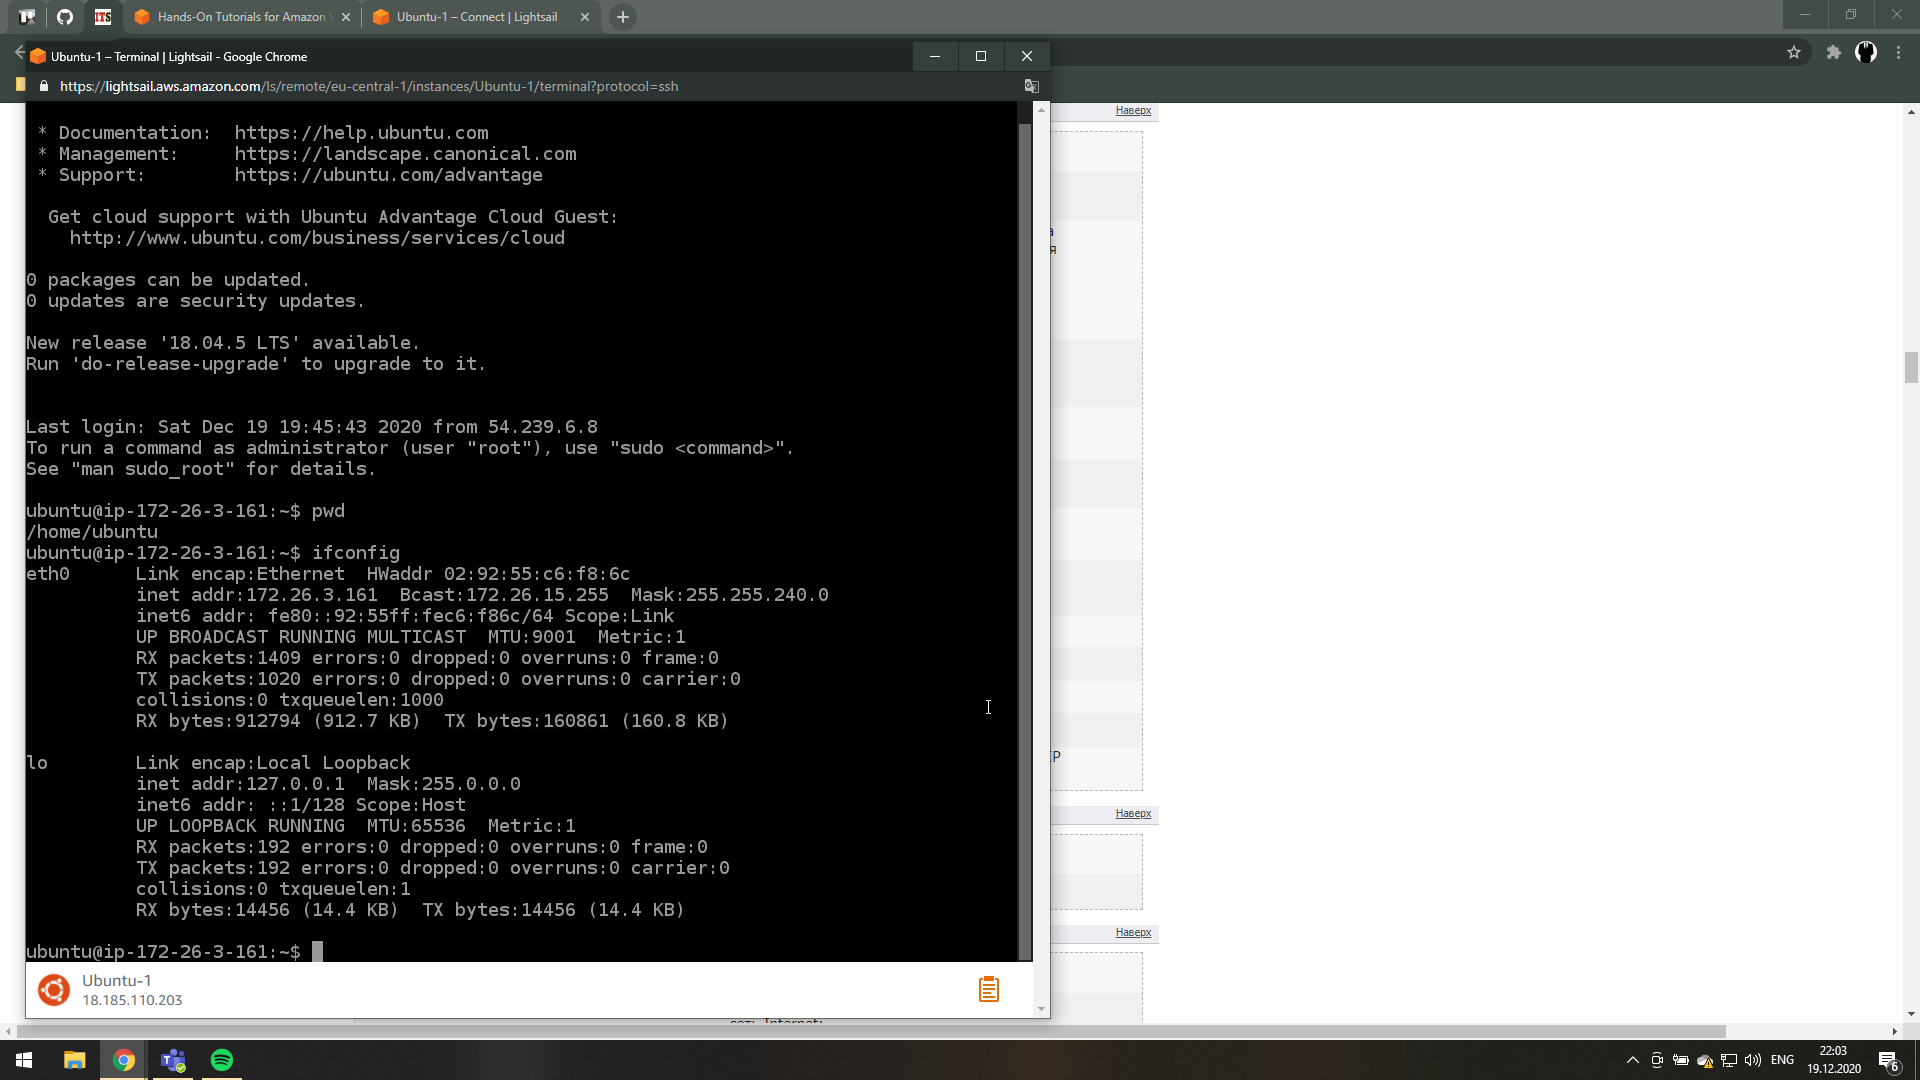 ITS
Hands-On Tutorials for Amazon
Ubuntu-1 – Connect | Lightsail
Ubuntu-1 – Terminal | Lightsail - Google Chrome
https://lightsail.aws.amazon.com/ls/remote/eu-central-1/instances/Ubuntu-1/terminal?protocol=ssh
Наверх
* Documentation:  https://help.ubuntu.com
* Management:     https://landscape.canonical.com
* Support:        https://ubuntu.com/advantage
Get cloud support with Ubuntu Advantage Cloud Guest:
http://www.ubuntu.com/business/services/cloud
0 packages can be updated.
0 updates are security updates.
New release '18.04.5 LTS' available.
Run 'do-release-upgrade' to upgrade to it.
Last login: Sat Dec 19 19:45:43 2020 from 54.239.6.8
To run a command as administrator (user "root"), use "sudo <command>".
See "man sudo_root" for details.
ubuntu@ip-172-26-3-161:~$ pwd
/home/ubuntu
ubuntu@ip-172-26-3-161:~$ ifconfig
eth0      Link encap:Ethernet  HWaddr 02:92:55:c6:f8:6c
inet addr:172.26.3.161  Bcast:172.26.15.255  Mask:255.255.240.0
inet6 addr: fe80::92:55ff:fec6:f86c/64 Scope:Link
UP BROADCAST RUNNING MULTICAST  MTU:9001  Metric:1
RX packets:1409 errors:0 dropped:0 overruns:0 frame:0
TX packets:1020 errors:0 dropped:0 overruns:0 carrier:0
collisions:0 txqueuelen:1000
RX bytes:912794 (912.7 KB)  TX bytes:160861 (160.8 KB)
lo        Link encap:Local Loopback
inet addr:127.0.0.1  Mask:255.0.0.0
inet6 addr: ::1/128 Scope:Host
UP LOOPBACK RUNNING  MTU:65536  Metric:1
RX packets:192 errors:0 dropped:0 overruns:0 frame:0
TX packets:192 errors:0 dropped:0 overruns:0 carrier:0
collisions:0 txqueuelen:1
RX bytes:14456 (14.4 KB)  TX bytes:14456 (14.4 KB)
ubuntu@ip-172-26-3-161:~$
Наверх
Наверх
Ubuntu-1
18.185.110.203
ENG
22:03
19.12.2020
6